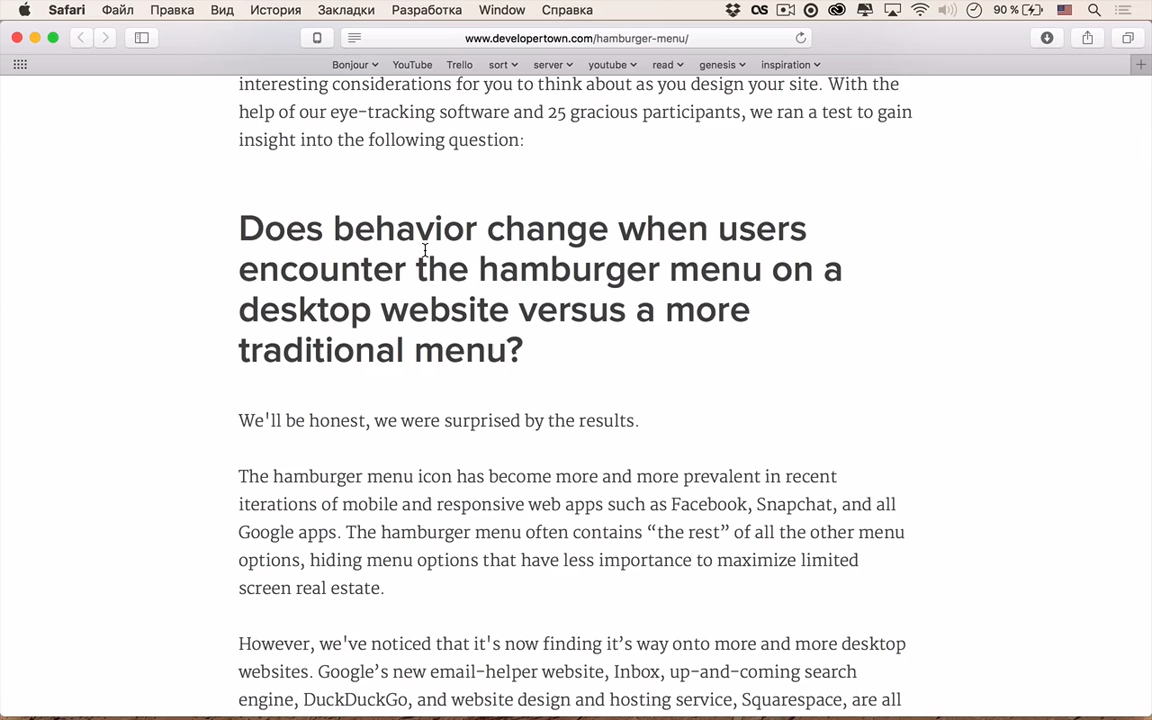 Safari Файл Правка Вид История Закладки Разработка Window Справка 90 %
www.developertown.com/hamburger-menu/
Bonjour YouTube Trello sort server youtube read genesis inspiration
interesting considerations for you to think about as you design your site. With the
help of our eye-tracking software and 25 gracious participants, we ran a test to gain
insight into the following question:
Does behavior change when users
encounter the hamburger menu on a
desktop website versus a more
traditional menu?
We'll be honest, we were surprised by the results.
The hamburger menu icon has become more and more prevalent in recent
iterations of mobile and responsive web apps such as Facebook, Snapchat, and all
Google apps. The hamburger menu often contains “the rest” of all the other menu
options, hiding menu options that have less importance to maximize limited
screen real estate.
However, we've noticed that it's now finding it’s way onto more and more desktop
websites. Google’s new email-helper website, Inbox, up-and-coming search
engine, DuckDuckGo, and website design and hosting service, Squarespace, are all